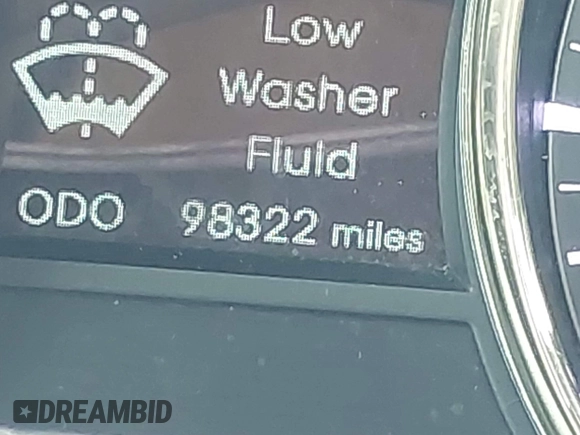 Low
Washer
Fluid
ODO 98322 miles
DREAMBID